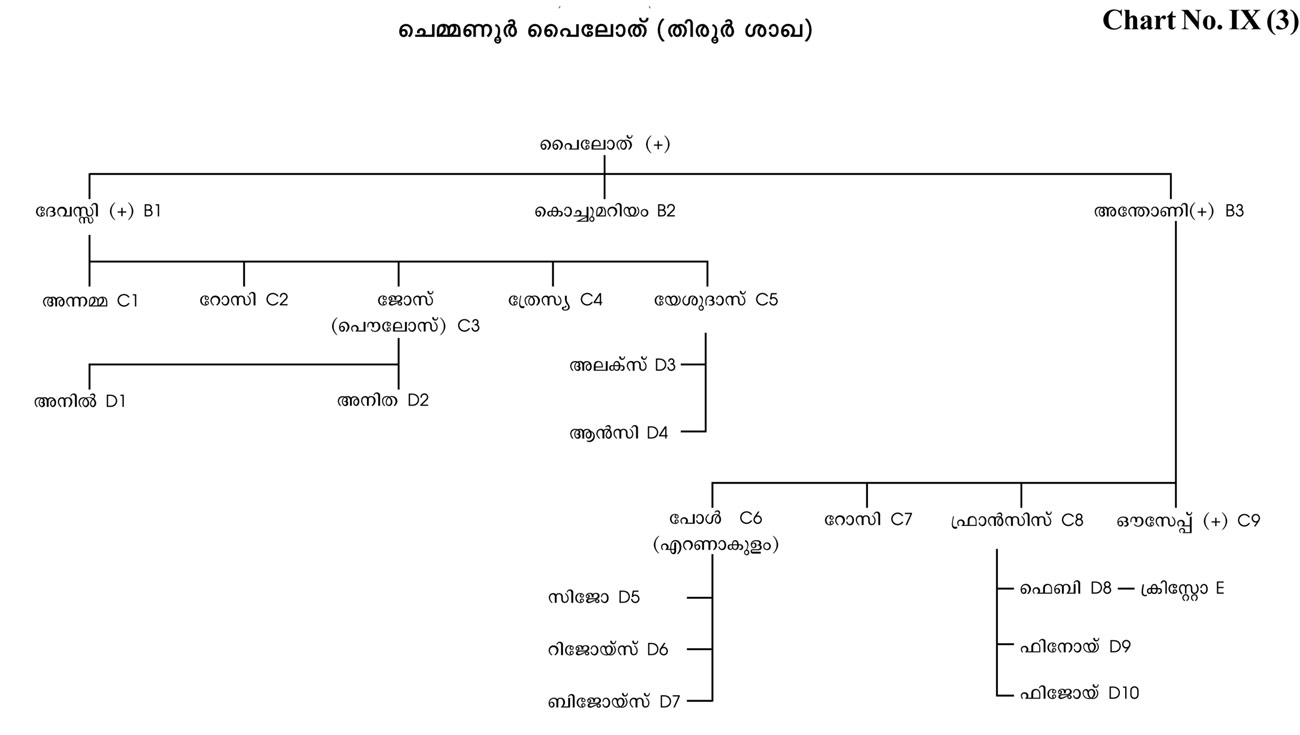 Chart No. IX (3)
ചെമ്മണൂർ പൈലോത് (തിരൂർ ശാഖ)
പൈലോത് (+)
ദേവസ്സി (+) B1
കൊച്ചുമറിയം B2
അന്തോണി(+) B3
അന്നമ്മ C1
റോസി C2
ജോസ്
(പൌലോസ്) C3
ത്രേസ്യ C4
യേശുദാസ് C5
അനിൽ D1
അനിത D2
അലക്സ് D3
ആൻസി D4
പോൾ C6
(എറണാകുളം)
റോസി C7
ഫ്രാൻസിസ് C8
ഔസേപ്പ് (+) C9
സിജോ D5
റിജോയ്സ് D6
ബിജോയ്സ് D7
ഫെബി D8 — ക്രിസ്റ്റോ E
ഫിനോയ് D9
ഫിജോയ് D10